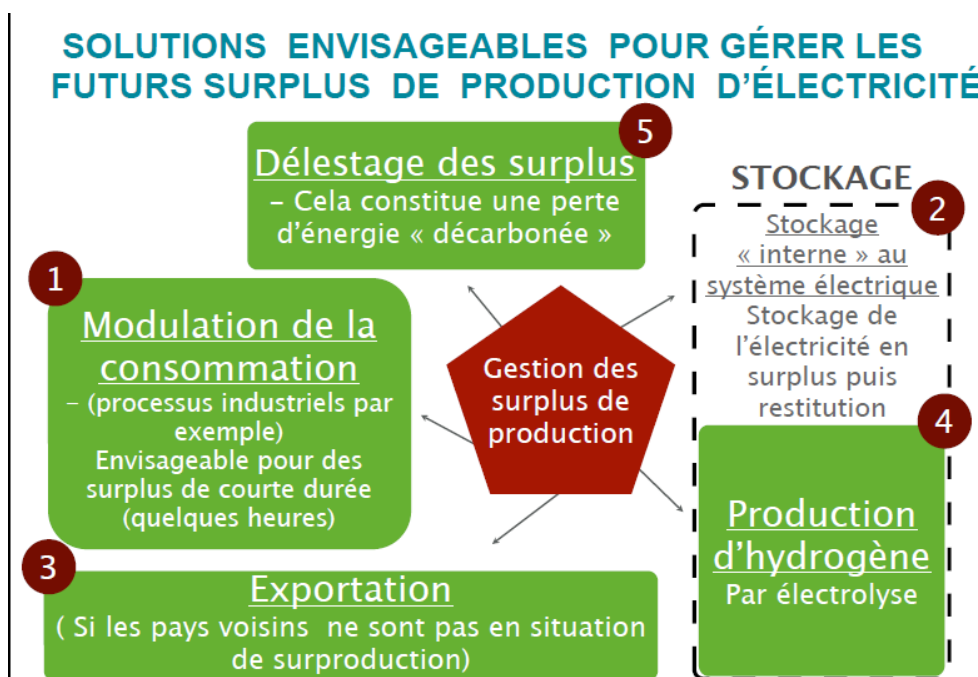 SOLUTIONS ENVISAGEABLES POUR GÉRER LES
FUTURS SURPLUS DE PRODUCTION D'ÉLECTRICITÉ
5
Délestage des surplus
– Cela constitue une perte
d'énergie « décarbonée »
STOCKAGE
2
Stockage
« interne » au
système électrique
Stockage de
l'électricité en
surplus puis
restitution
1
Modulation de la
consommation
– (processus industriels par
exemple)
Envisageable pour des
surplus de courte durée
(quelques heures)
Gestion des
surplus de
production
4
Production
d'hydrogène
Par électrolyse
3
Exportation
( Si les pays voisins ne sont pas en situation
de surproduction)